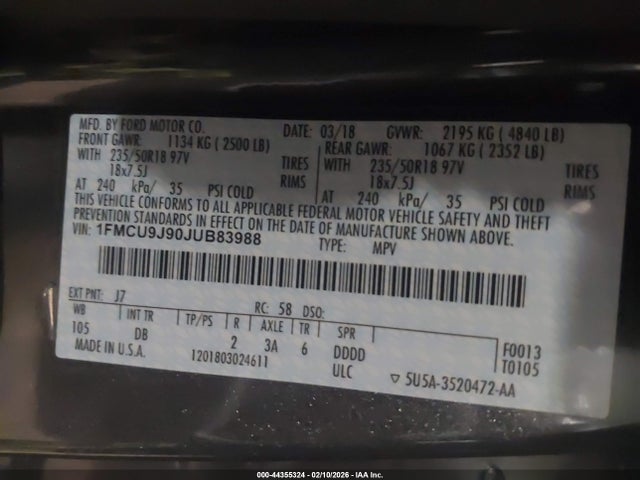 MFD. BY FORD MOTOR CO. DATE: 03/18 GVWR: 2195 KG ( 4840 LB)
FRONT GAWR: 1134 KG ( 2500 LB) REAR GAWR: 1067 KG ( 2352 LB)
WITH 235/50R18 97V TIRES WITH 235/50R18 97V TIRES
18x7.5J RIMS 18x7.5J RIMS
AT 240 kPa/ 35 PSI COLD AT 240 kPa/ 35 PSI COLD
THIS VEHICLE CONFORMS TO ALL APPLICABLE FEDERAL MOTOR VEHICLE SAFETY AND THEFT
PREVENTION STANDARDS IN EFFECT ON THE DATE OF MANUFACTURE SHOWN ABOVE.
VIN: 1FMCU9J90JUB83988 TYPE: MPV
EXT PNT: J7 RC: 58 DSO:
WB INT TR TP/PS R AXLE TR SPR
105 DB 2 3A 6 DDDD F0013
MADE IN U.S.A. 1201803024611 ULC T0105
▽ 5U5A-3520472-AA
000-44355324 - 02/10/2026 - IAA Inc.